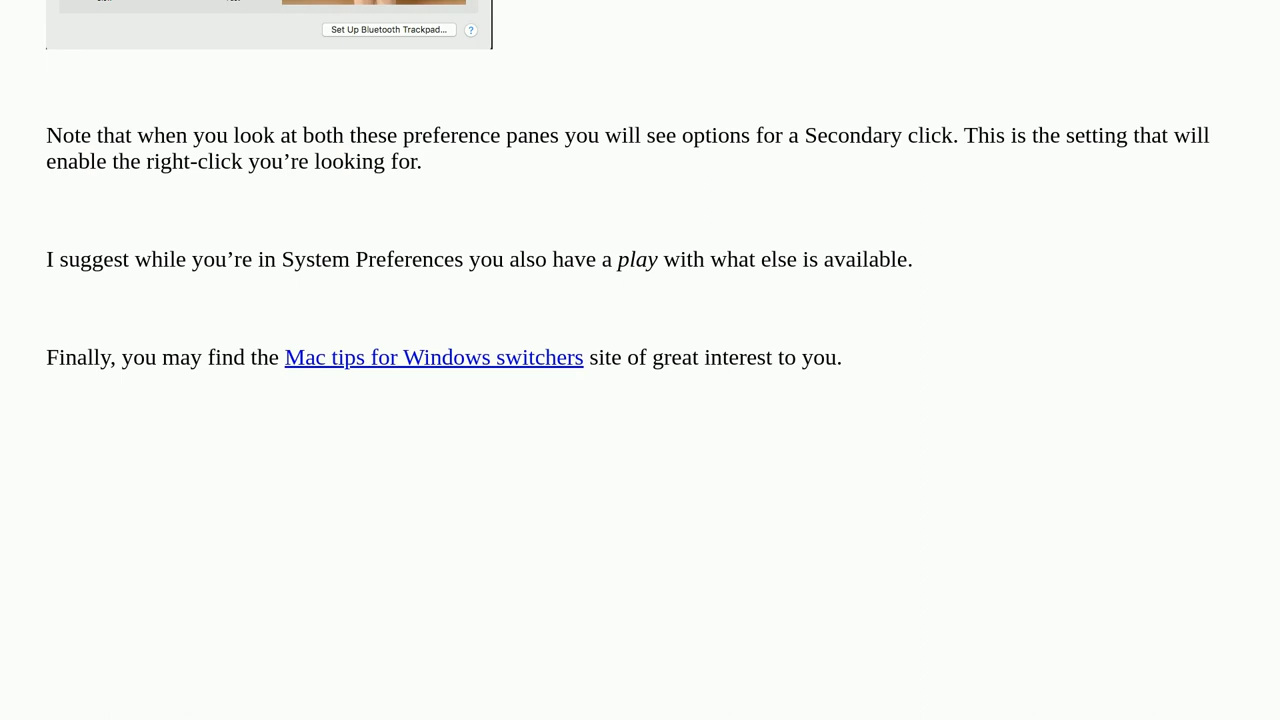 Set Up Bluetooth Trackpad...
?
Note that when you look at both these preference panes you will see options for a Secondary click. This is the setting that will
enable the right-click you’re looking for.
I suggest while you’re in System Preferences you also have a play with what else is available.
Finally, you may find the Mac tips for Windows switchers site of great interest to you.